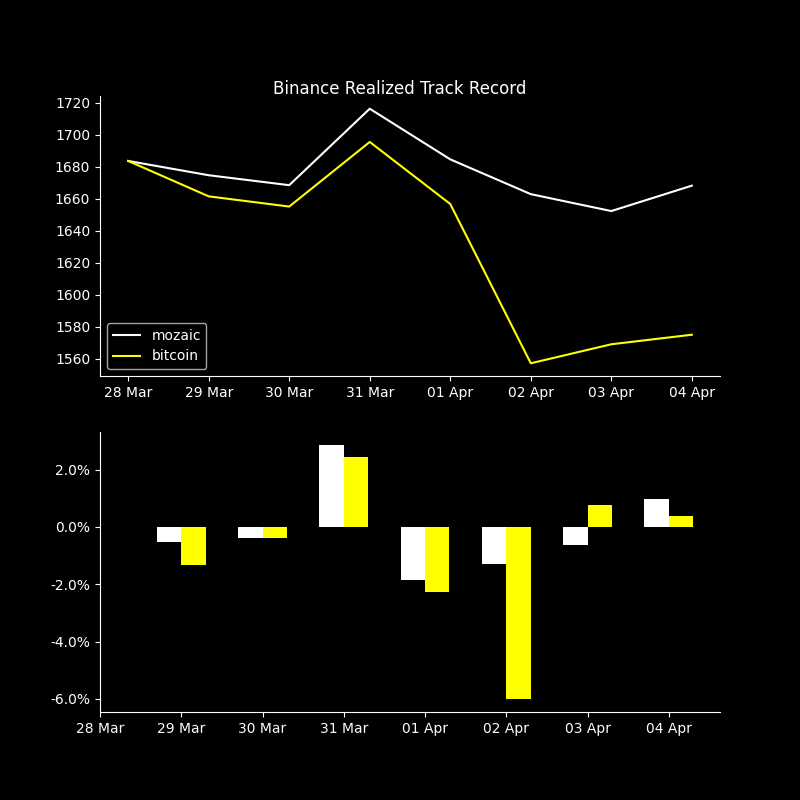 Binance Realized Track Record
1720
1700
1680
1660
1640
1620
1600
1580
1560
mozaic
bitcoin
28 Mar 29 Mar 30 Mar 31 Mar 01 Apr 02 Apr 03 Apr 04 Apr
2.0%
0.0%
-2.0%
-4.0%
-6.0%
28 Mar 29 Mar 30 Mar 31 Mar 01 Apr 02 Apr 03 Apr 04 Apr